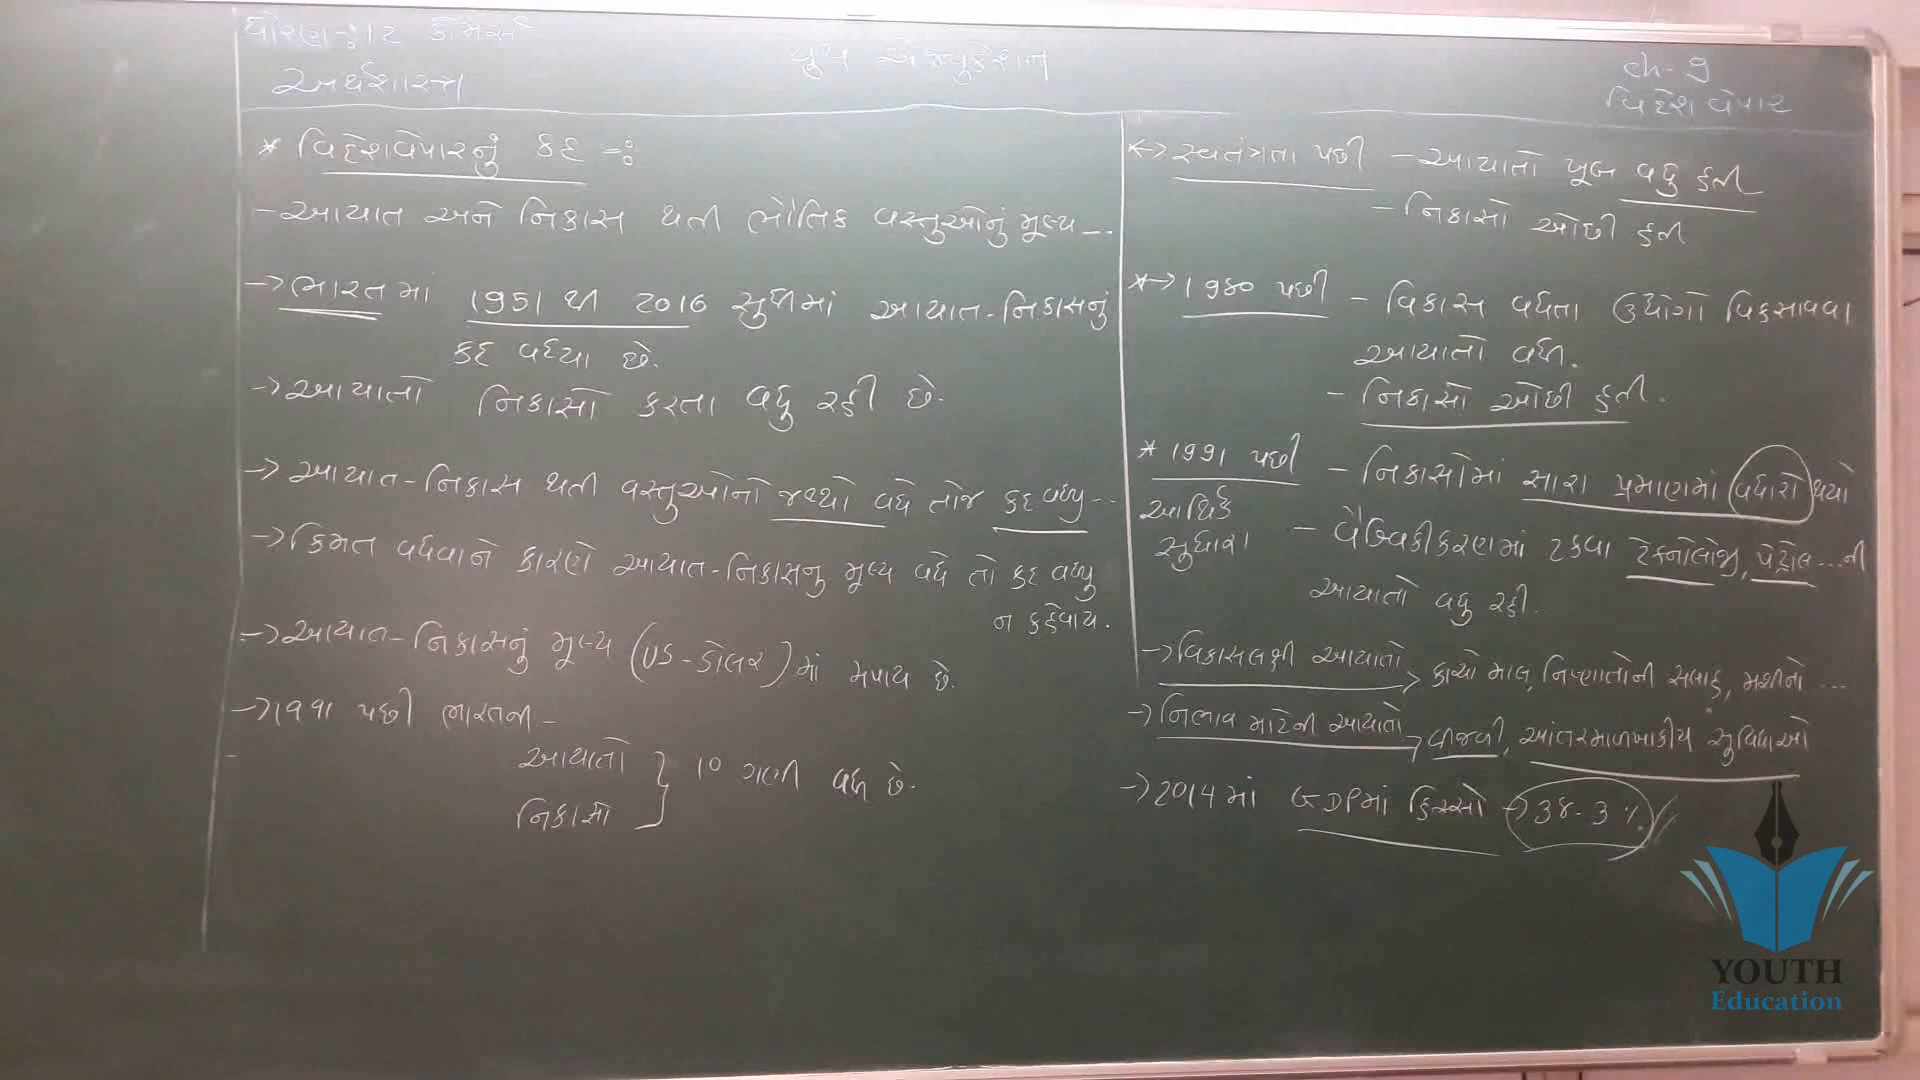 ધોરણ-:12 કોમર્સ
અર્થશાસ્ત્ર
યુથ એજ્યુકેશન
ch- 9
વિદેશ વેપાર
* વિદેશવેપારનું કદ -:
- આયાત અને નિકાસ થતી ભૌતિક વસ્તુઓનું મૂલ્ય ...
→ ભારતમાં 1951 થી 2016 સુધીમાં આયાત-નિકાસનું
કદ વધ્યા છે.
→ આયાતો નિકાસો કરતા વધુ રહી છે.
→ આયાત-નિકાસ થતી વસ્તુઓનો જથ્થો વધે તોજ કદ વધ્યુ ...
→ કિમત વધવાને કારણે આયાત-નિકાસનુ મૂલ્ય વધે તો કદ વધ્યુ
ન કહેવાય.
→ આયાત-નિકાસનું મૂલ્ય (US-ડોલર) માં મપાય છે.
→ 1991 પછી ભારતની -
આયાતો
નિકાસો } 10 ગણી વધી છે.
* → સ્વતંત્રતા પછી - આયાતો ખૂબ વધુ હતી
- નિકાસો ઓછી હતી
* → 1980 પછી - વિકાસ વધતા ઉધોગો વિકસાવવા
આયાતો વધી.
- નિકાસો ઓછી હતી.
* 1991 પછી - નિકાસોમાં સારા પ્રમાણમાં વધારો થયો
આર્થિક
સુધારા - વૈશ્વિકીકરણમાં ટકવા ટેકનોલોજી, પેટ્રોલ...ની
આયાતો વધુ રહી.
→ વિકાસલક્ષી આયાતો → કાચો માલ, નિષ્ણાતોની સલાહ, મશીનો ...
→ નિભાવ માટેની આયાતો → વીજળી, આંતરમાળખાકીય સુવિધાઓ
→ 2014માં GDPમાં હિસ્સો → 38.3 %
YOUTH
Education